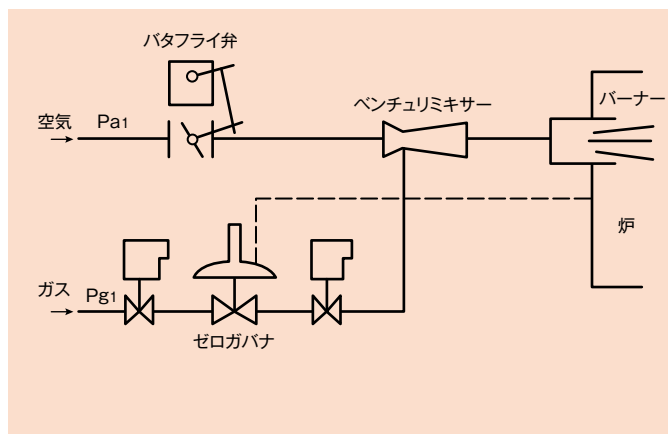 バタフライ弁
ベンチュリミキサー
バーナー
空気 Pa1
炉
ガス Pg1
ゼロガバナ